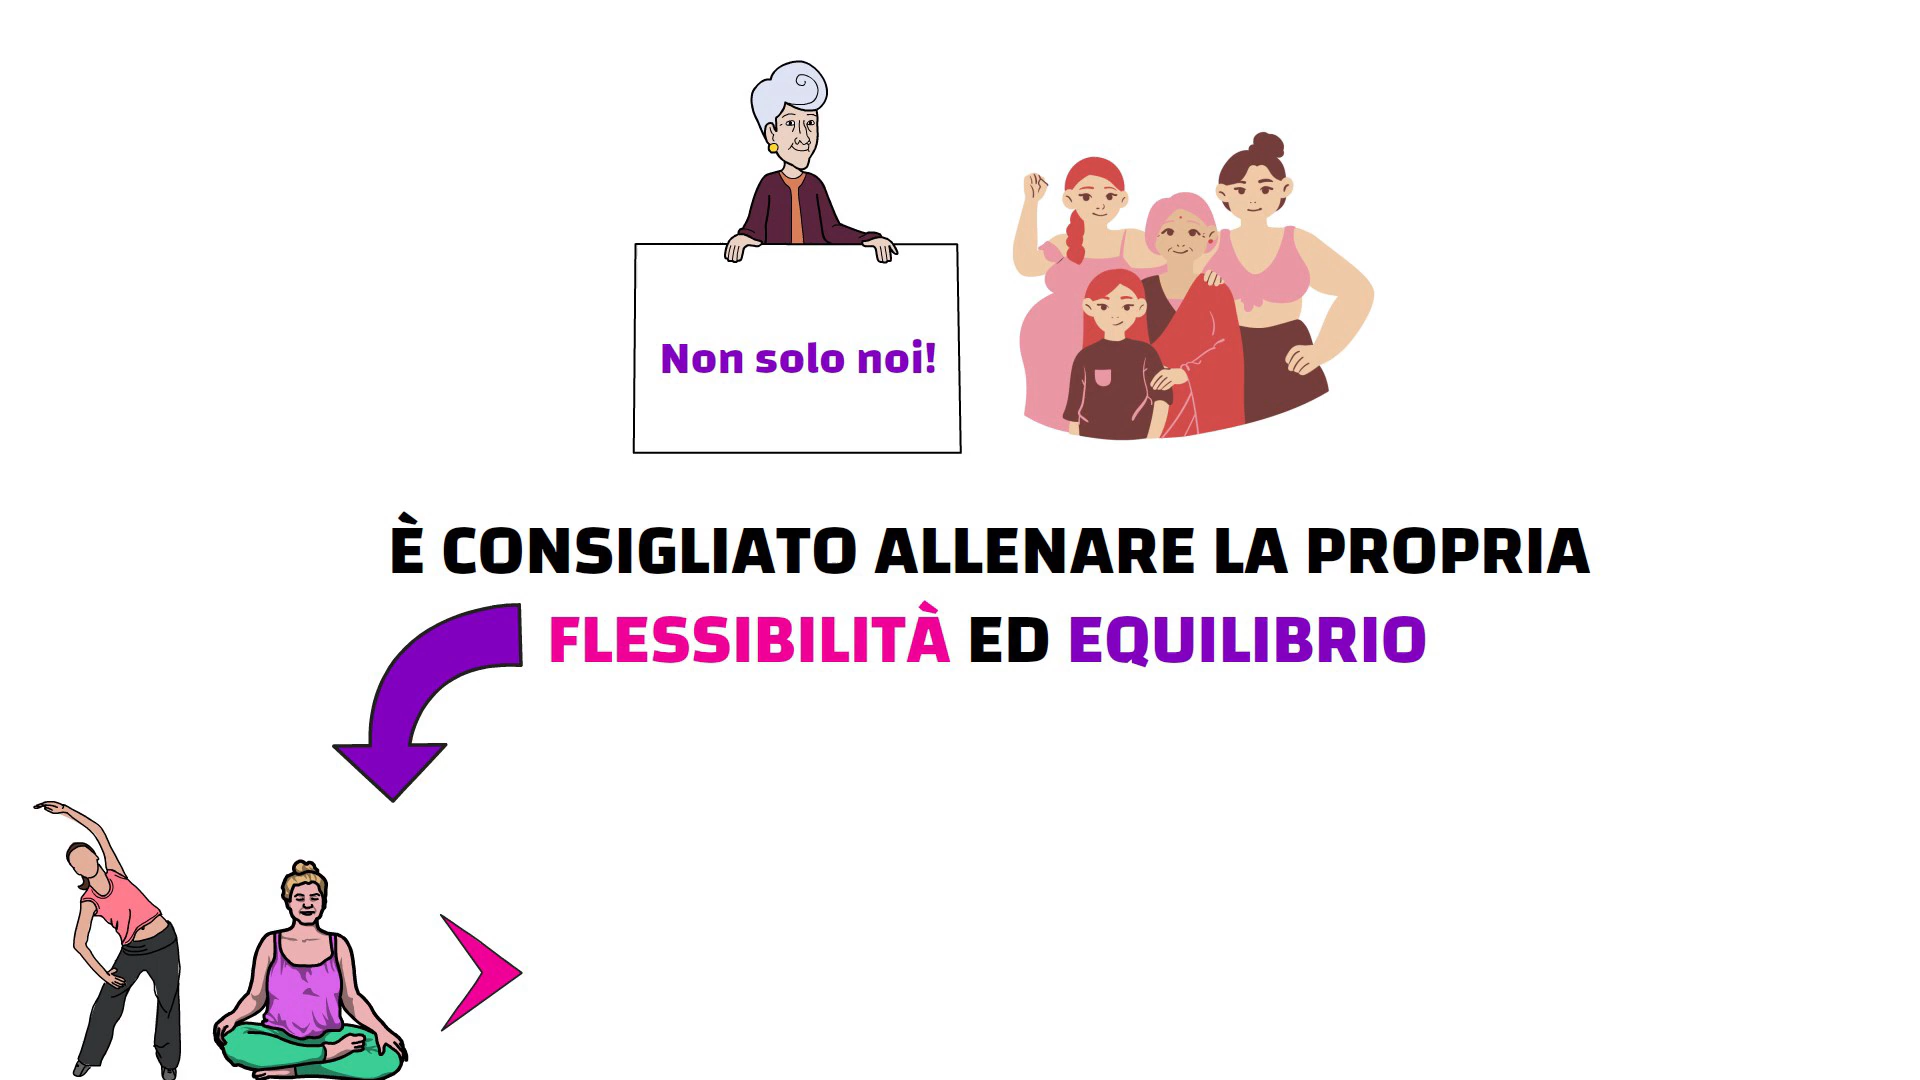 Non solo noi!
È CONSIGLIATO ALLENARE LA PROPRIA
FLESSIBILITÀ ED EQUILIBRIO